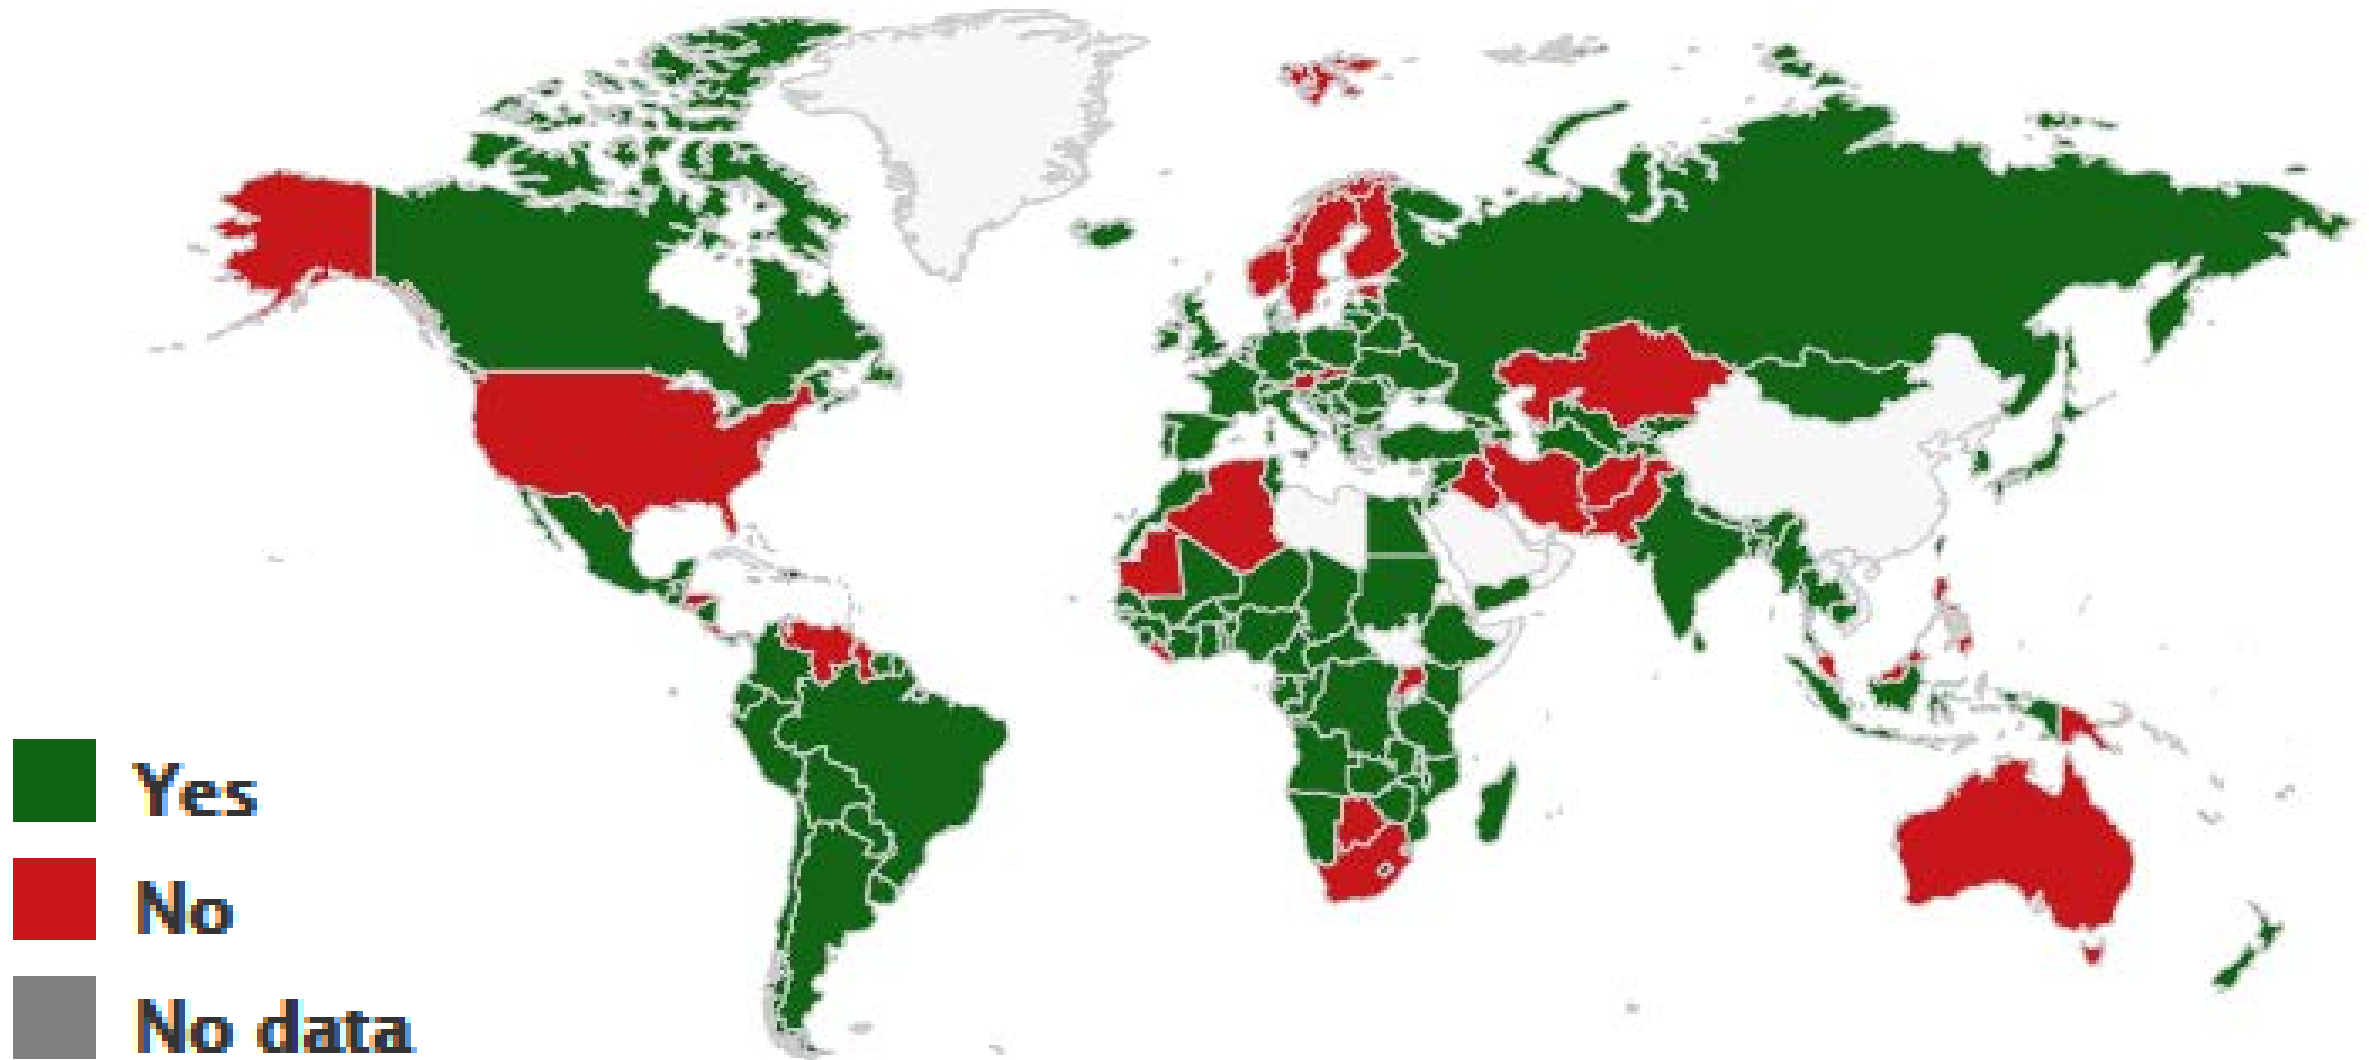 Yes
No
No data